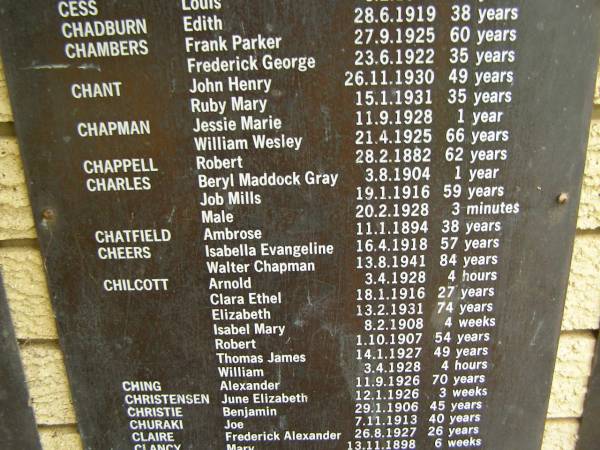 CESS Louis
CHADBURN Edith 28.6.1919 38 years
CHAMBERS Frank Parker 27.9.1925 60 years
Frederick George 23.6.1922 35 years
CHANT John Henry 26.11.1930 49 years
Ruby Mary 15.1.1931 35 years
CHAPMAN Jessie Marie 11.9.1928 1 year
William Wesley 21.4.1925 66 years
CHAPPELL Robert 28.2.1882 62 years
CHARLES Beryl Maddock Gray 3.8.1904 1 year
Job Mills 19.1.1916 59 years
Male 20.2.1928 3 minutes
CHATFIELD Ambrose 11.1.1894 38 years
CHEERS Isabella Evangeline 16.4.1918 57 years
Walter Chapman 13.8.1941 84 years
CHILCOTT Arnold 3.4.1928 4 hours
Clara Ethel 18.1.1916 27 years
Elizabeth 13.2.1931 74 years
Isabel Mary 8.2.1908 4 weeks
Robert 1.10.1907 54 years
Thomas James 14.1.1927 49 years
William 3.4.1928 4 hours
CHING Alexander 11.9.1926 70 years
CHRISTENSEN June Elizabeth 12.1.1926 3 weeks
CHRISTIE Benjamin 29.1.1906 45 years
CHURAKI Joe 7.11.1913 40 years
CLAIRE Frederick Alexander 26.8.1927 26 years
CLANCY Mary 13.11.1898 6 weeks